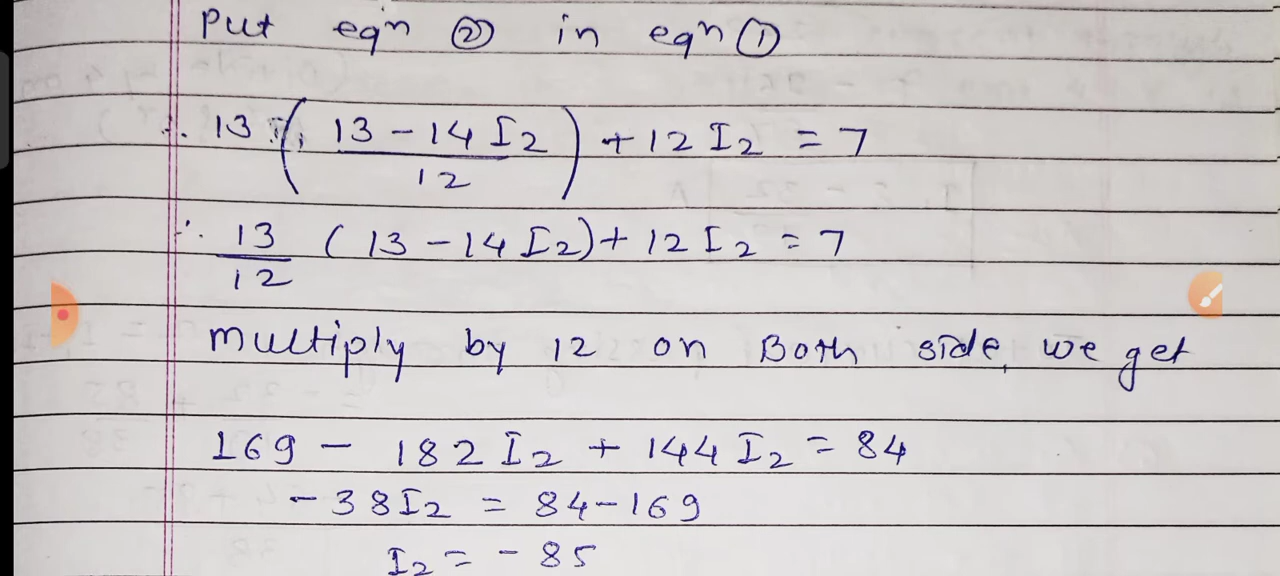 Put eqn ② in eqn ①
∴ 13 ( 13 - 14 I2 / 12 ) + 12 I2 = 7
∴ 13/12 ( 13 - 14 I2) + 12 I2 = 7
multiply by 12 on Both side, we get
169 - 182 I2 + 144 I2 = 84
- 38 I2 = 84 - 169
I2 = - 85